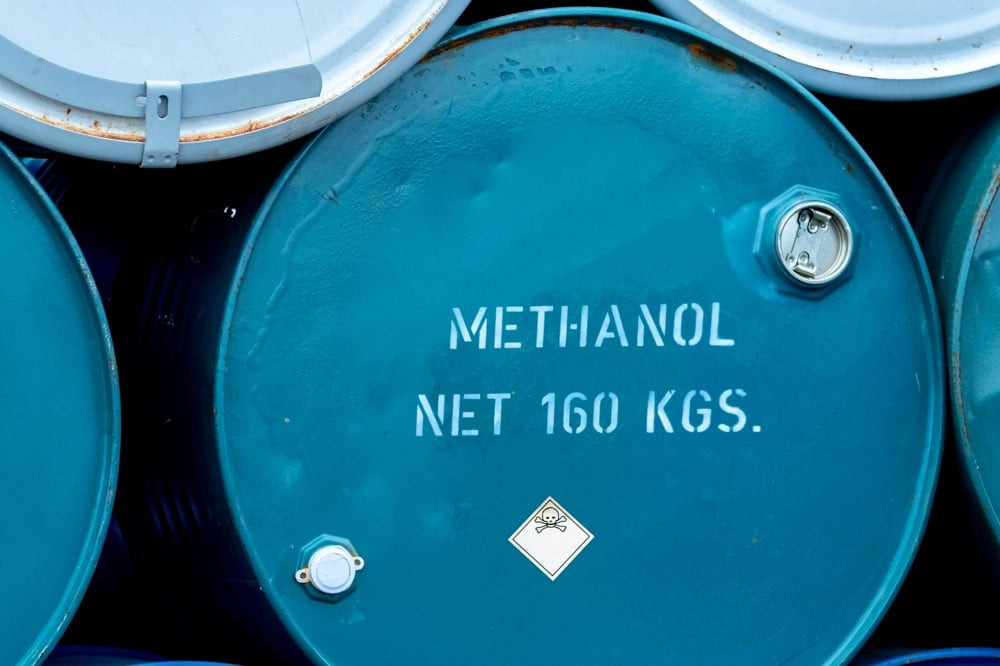 METHANOL
NET 160 KGS.